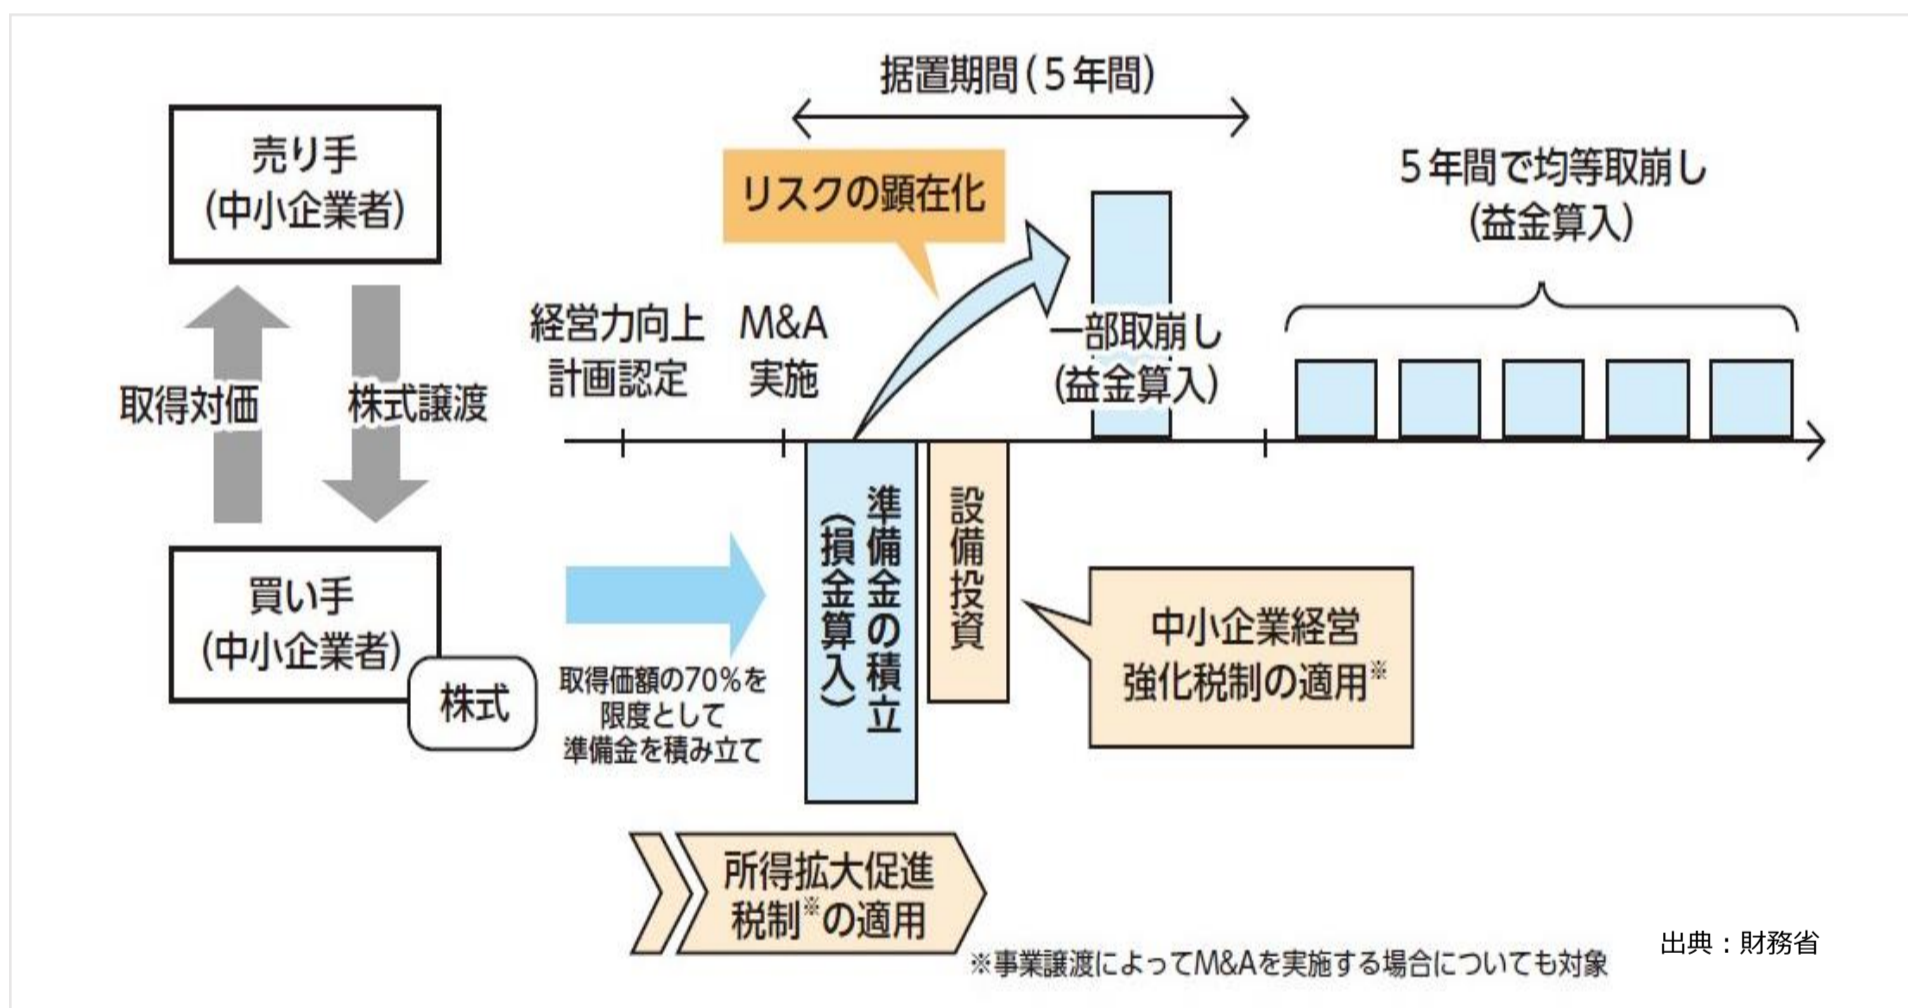 売り手
(中小企業者)
取得対価
株式譲渡
買い手
(中小企業者)
株式
据置期間(5年間)
リスクの顕在化
5年間で均等取崩し
(益金算入)
経営力向上
計画認定
M&A
実施
一部取崩し
(益金算入)
取得価額の70%を
限度として
準備金を積み立て
準備金の積立
(損金算入)
設備投資
中小企業経営
強化税制の適用※
所得拡大促進
税制※の適用
※事業譲渡によってM&Aを実施する場合についても対象
出典：財務省